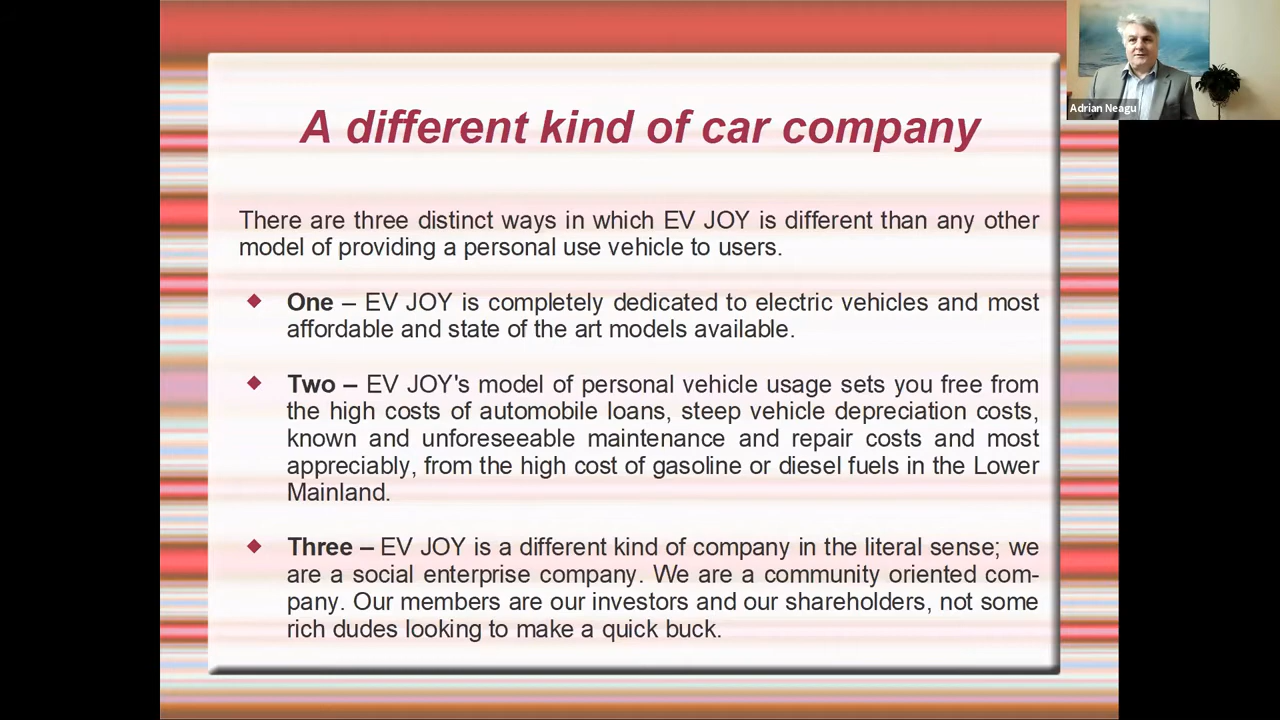 A different kind of car company
Adrian Neagu
There are three distinct ways in which EV JOY is different than any other
model of providing a personal use vehicle to users.
One – EV JOY is completely dedicated to electric vehicles and most
affordable and state of the art models available.
Two – EV JOY's model of personal vehicle usage sets you free from
the high costs of automobile loans, steep vehicle depreciation costs,
known and unforeseeable maintenance and repair costs and most
appreciably, from the high cost of gasoline or diesel fuels in the Lower
Mainland.
Three – EV JOY is a different kind of company in the literal sense; we
are a social enterprise company. We are a community oriented com-
pany. Our members are our investors and our shareholders, not some
rich dudes looking to make a quick buck.